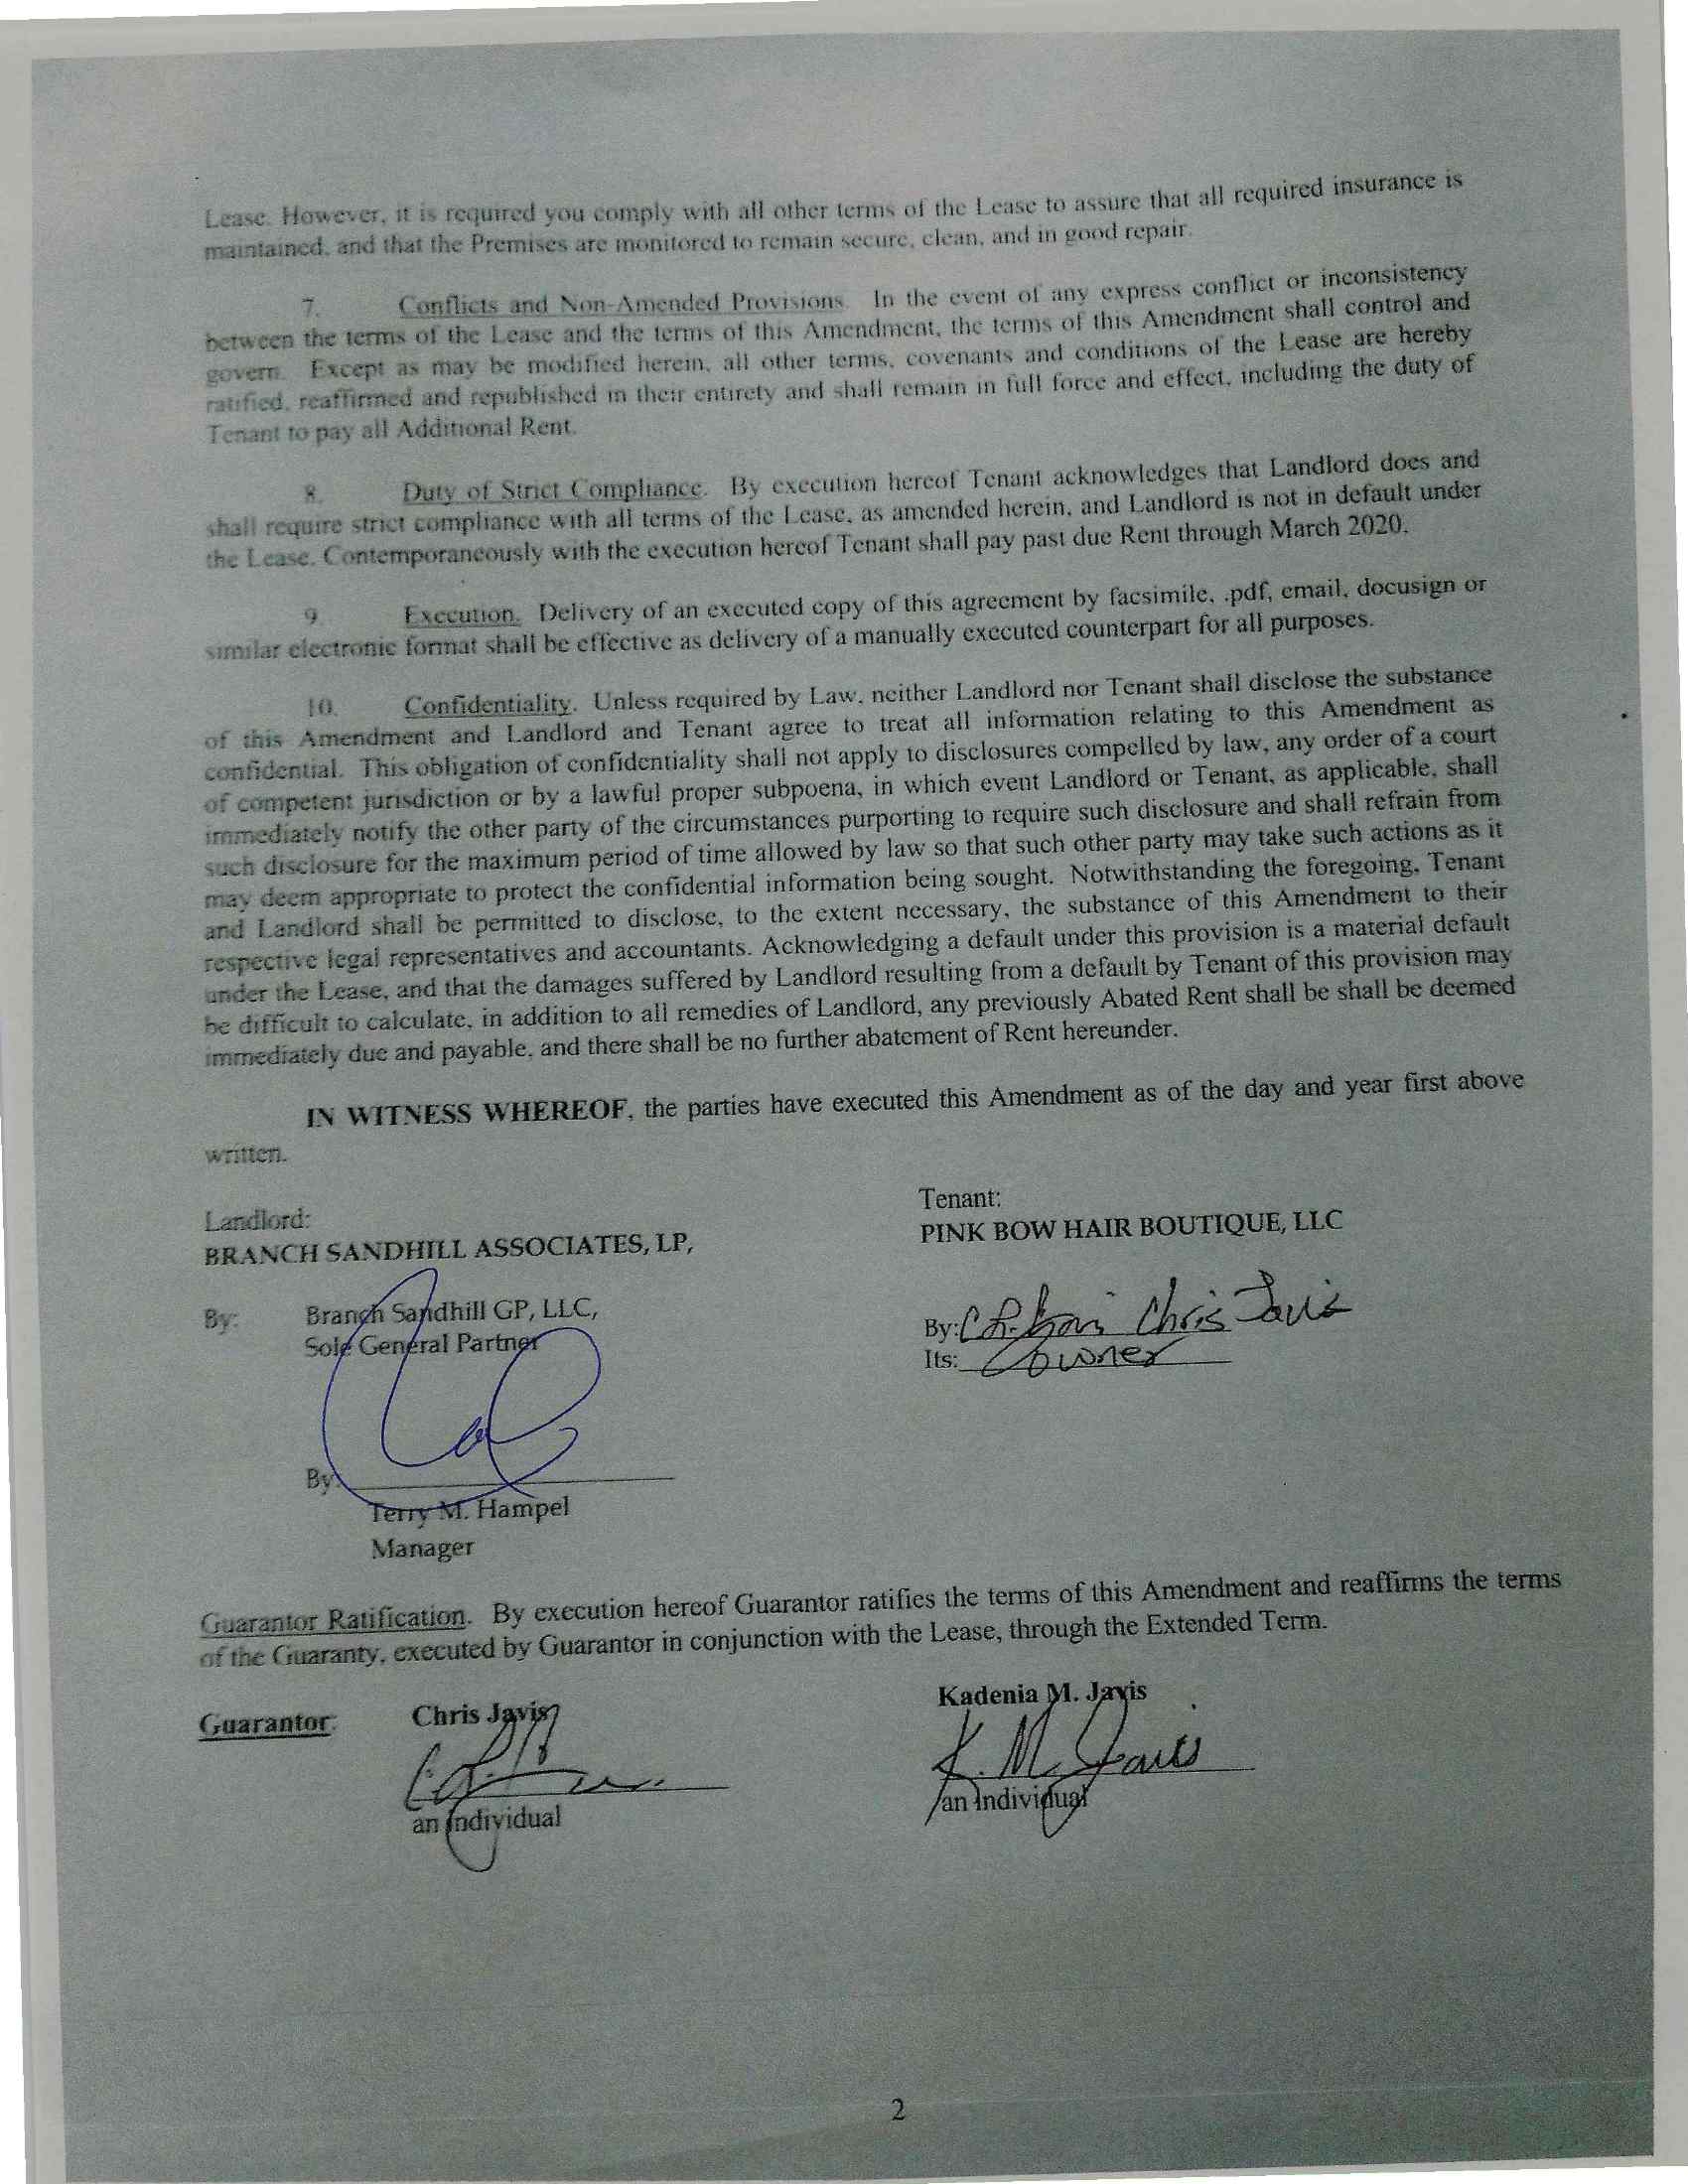 Lease. However, it is required you comply with all other terms of the Lease to assure that all required insurance is
maintained, and that the Premises are monitored to remain secure, clean, and in good repair.
7. Conflicts and Non-Amended Provisions. In the event of any express conflict or inconsistency
between the terms of the Lease and the terms of this Amendment, the terms of this Amendment shall control and
govern. Except as may be modified herein, all other terms, covenants and conditions of the Lease are hereby
ratified, reaffirmed and republished in their entirety and shall remain in full force and effect, including the duty of
Tenant to pay all Additional Rent.
8. Duty of Strict Compliance. By execution hereof Tenant acknowledges that Landlord does and
shall require strict compliance with all terms of the Lease, as amended herein, and Landlord is not in default under
the Lease. Contemporaneously with the execution hereof Tenant shall pay past due Rent through March 2020.
9. Execution. Delivery of an executed copy of this agreement by facsimile, .pdf, email, docusign or
similar electronic format shall be effective as delivery of a manually executed counterpart for all purposes.
10. Confidentiality. Unless required by Law, neither Landlord nor Tenant shall disclose the substance
of this Amendment and Landlord and Tenant agree to treat all information relating to this Amendment as
confidential. This obligation of confidentiality shall not apply to disclosures compelled by law, any order of a court
of competent jurisdiction or by a lawful proper subpoena, in which event Landlord or Tenant, as applicable, shall
immediately notify the other party of the circumstances purporting to require such disclosure and shall refrain from
such disclosure for the maximum period of time allowed by law so that such other party may take such actions as it
may deem appropriate to protect the confidential information being sought. Notwithstanding the foregoing, Tenant
and Landlord shall be permitted to disclose, to the extent necessary, the substance of this Amendment to their
respective legal representatives and accountants. Acknowledging a default under this provision is a material default
under the Lease, and that the damages suffered by Landlord resulting from a default by Tenant of this provision may
be difficult to calculate, in addition to all remedies of Landlord, any previously Abated Rent shall be shall be deemed
immediately due and payable, and there shall be no further abatement of Rent hereunder.
IN WITNESS WHEREOF, the parties have executed this Amendment as of the day and year first above
written.
Landlord:
BRANCH SANDHILL ASSOCIATES, LP,
By: Branch Sandhill GP, LLC,
Sole General Partner
By:
Terry M. Hampel
Manager
Tenant:
PINK BOW HAIR BOUTIQUE, LLC
By: Chris Javis
Its: owner
Guarantor Ratification. By execution hereof Guarantor ratifies the terms of this Amendment and reaffirms the terms
of the Guaranty, executed by Guarantor in conjunction with the Lease, through the Extended Term.
Guarantor: Chris Javis
an individual
Kadenia M. Javis
K. M. Javis
an individual
2